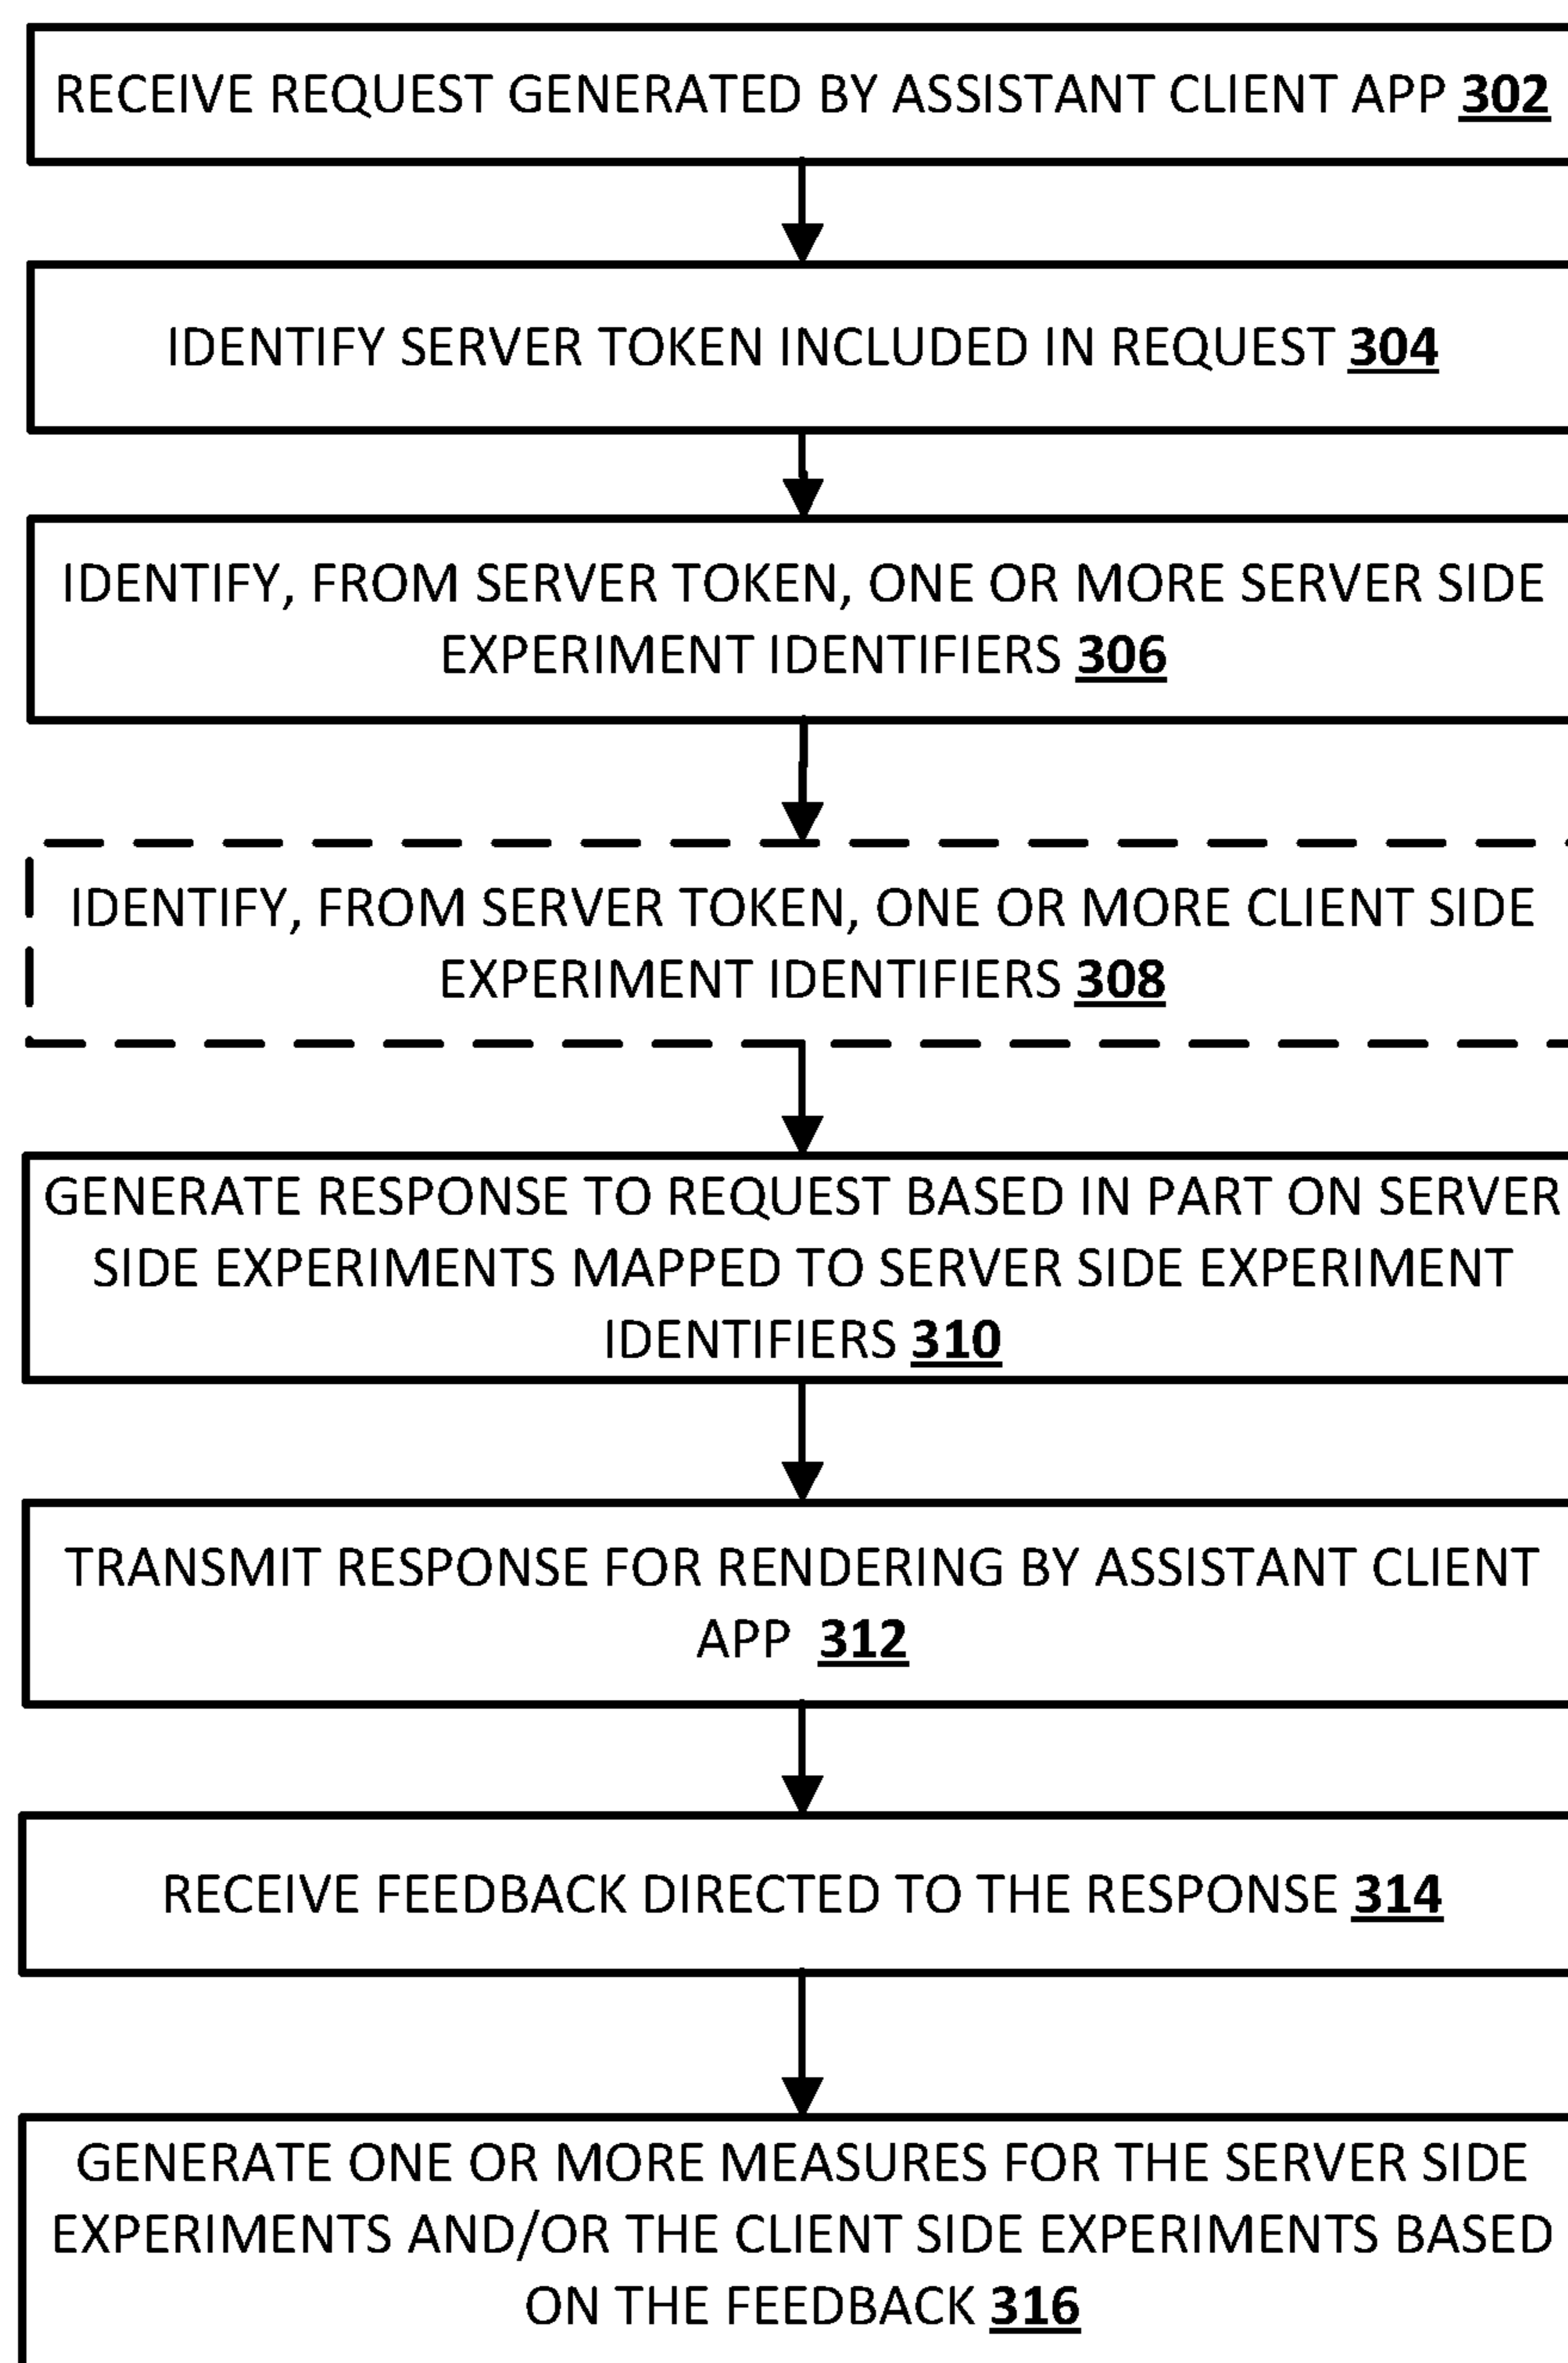 RECEIVE REQUEST GENERATED BY ASSISTANT CLIENT APP 302
IDENTIFY SERVER TOKEN INCLUDED IN REQUEST 304
IDENTIFY, FROM SERVER TOKEN, ONE OR MORE SERVER SIDE
EXPERIMENT IDENTIFIERS 306
IDENTIFY, FROM SERVER TOKEN, ONE OR MORE CLIENT SIDE
EXPERIMENT IDENTIFIERS 308
GENERATE RESPONSE TO REQUEST BASED IN PART ON SERVER
SIDE EXPERIMENTS MAPPED TO SERVER SIDE EXPERIMENT
IDENTIFIERS 310
TRANSMIT RESPONSE FOR RENDERING BY ASSISTANT CLIENT
APP 312
RECEIVE FEEDBACK DIRECTED TO THE RESPONSE 314
GENERATE ONE OR MORE MEASURES FOR THE SERVER SIDE
EXPERIMENTS AND/OR THE CLIENT SIDE EXPERIMENTS BASED
ON THE FEEDBACK 316